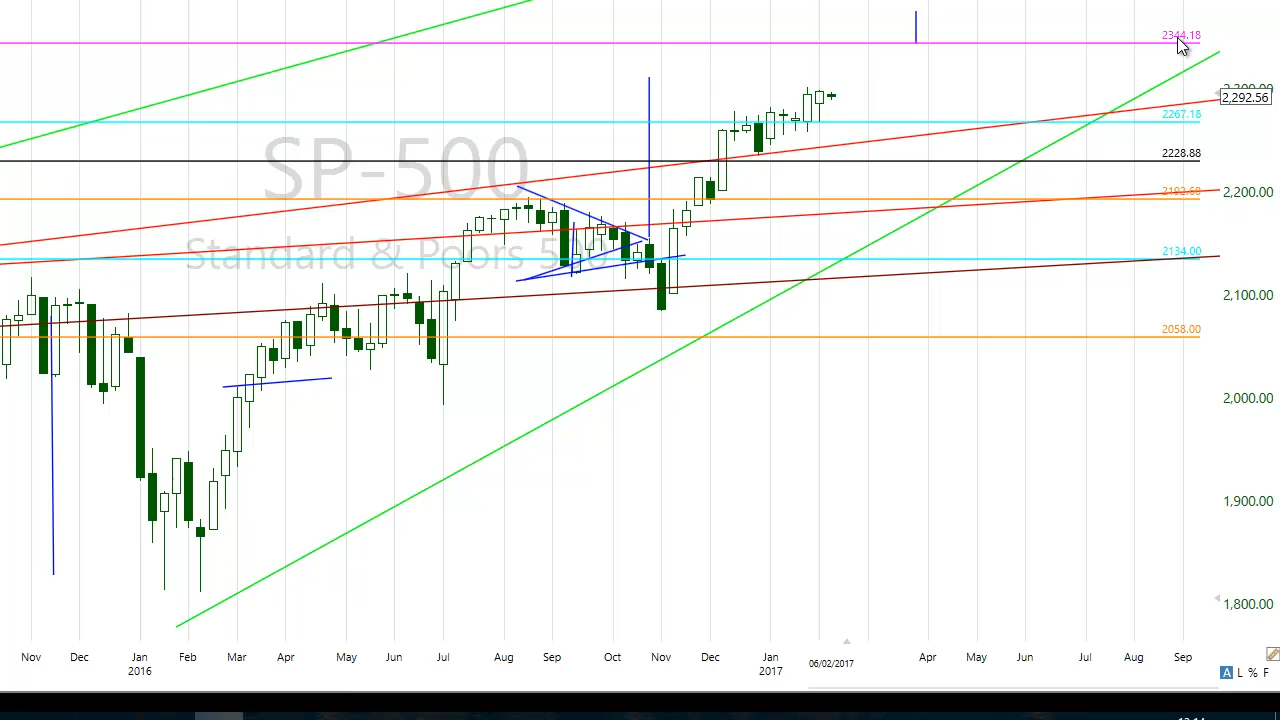 2344.18
2,292.56
2267.18
2228.88
SP-500
2,200.00
2192.68
Standard & Poors 500
2134.00
2,100.00
2058.00
2,000.00
1,900.00
1,800.00
Nov Dec Jan Feb Mar Apr May Jun Jul Aug Sep Oct Nov Dec Jan Apr May Jun Jul Aug Sep
2016 2017 06/02/2017
A L % F